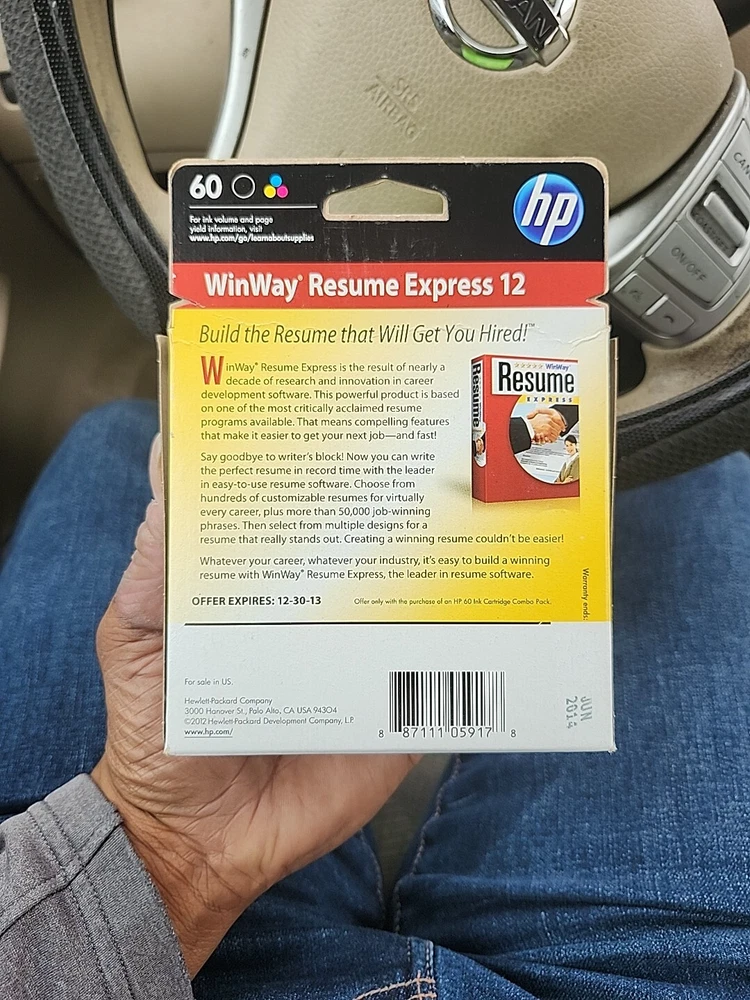 SRS
AIRBAG
CAN
ON/OFF
60
hp
For ink volume and page
yield information, visit
www.hp.com/go/learnaboutsupplies
WinWay® Resume Express 12
Build the Resume that Will Get You Hired!™
WinWay® Resume Express is the result of nearly a
decade of research and innovation in career
development software. This powerful product is based
on one of the most critically acclaimed resume
programs available. That means compelling features
that make it easier to get your next job—and fast!
WinWay
Resume
EXPRESS
Resume
Say goodbye to writer's block! Now you can write
the perfect resume in record time with the leader
in easy-to-use resume software. Choose from
hundreds of customizable resumes for virtually
every career, plus more than 50,000 job-winning
phrases. Then select from multiple designs for a
resume that really stands out. Creating a winning resume couldn't be easier!
Whatever your career, whatever your industry, it's easy to build a winning
resume with WinWay® Resume Express, the leader in resume software.
OFFER EXPIRES: 12-30-13
Offer only with the purchase of an HP 60 Ink Cartridge Combo Pack.
Warranty ends:
For sale in US.
Hewlett-Packard Company
3000 Hanover St., Palo Alto, CA USA 94304
©2012 Hewlett-Packard Development Company, L.P.
www.hp.com/
8 87111 05917 8
JUN
2014